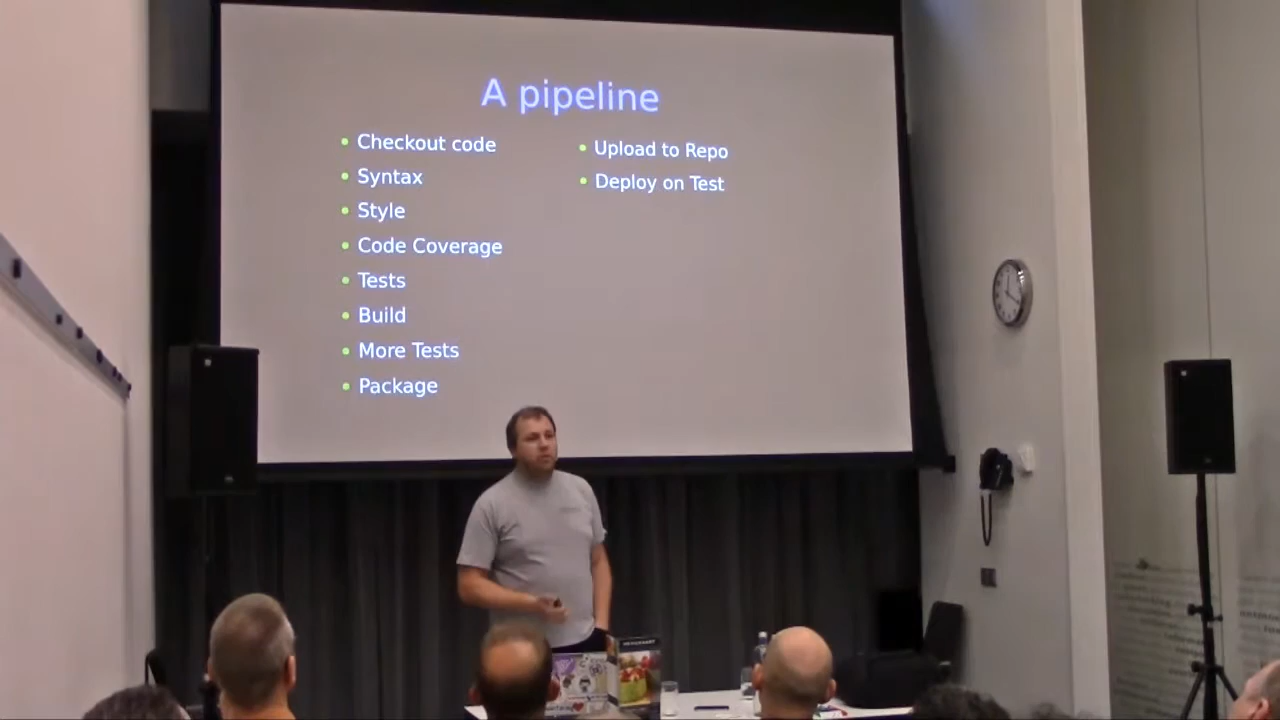 A pipeline
Checkout code
Syntax
Style
Code Coverage
Tests
Build
More Tests
Package
Upload to Repo
Deploy on Test